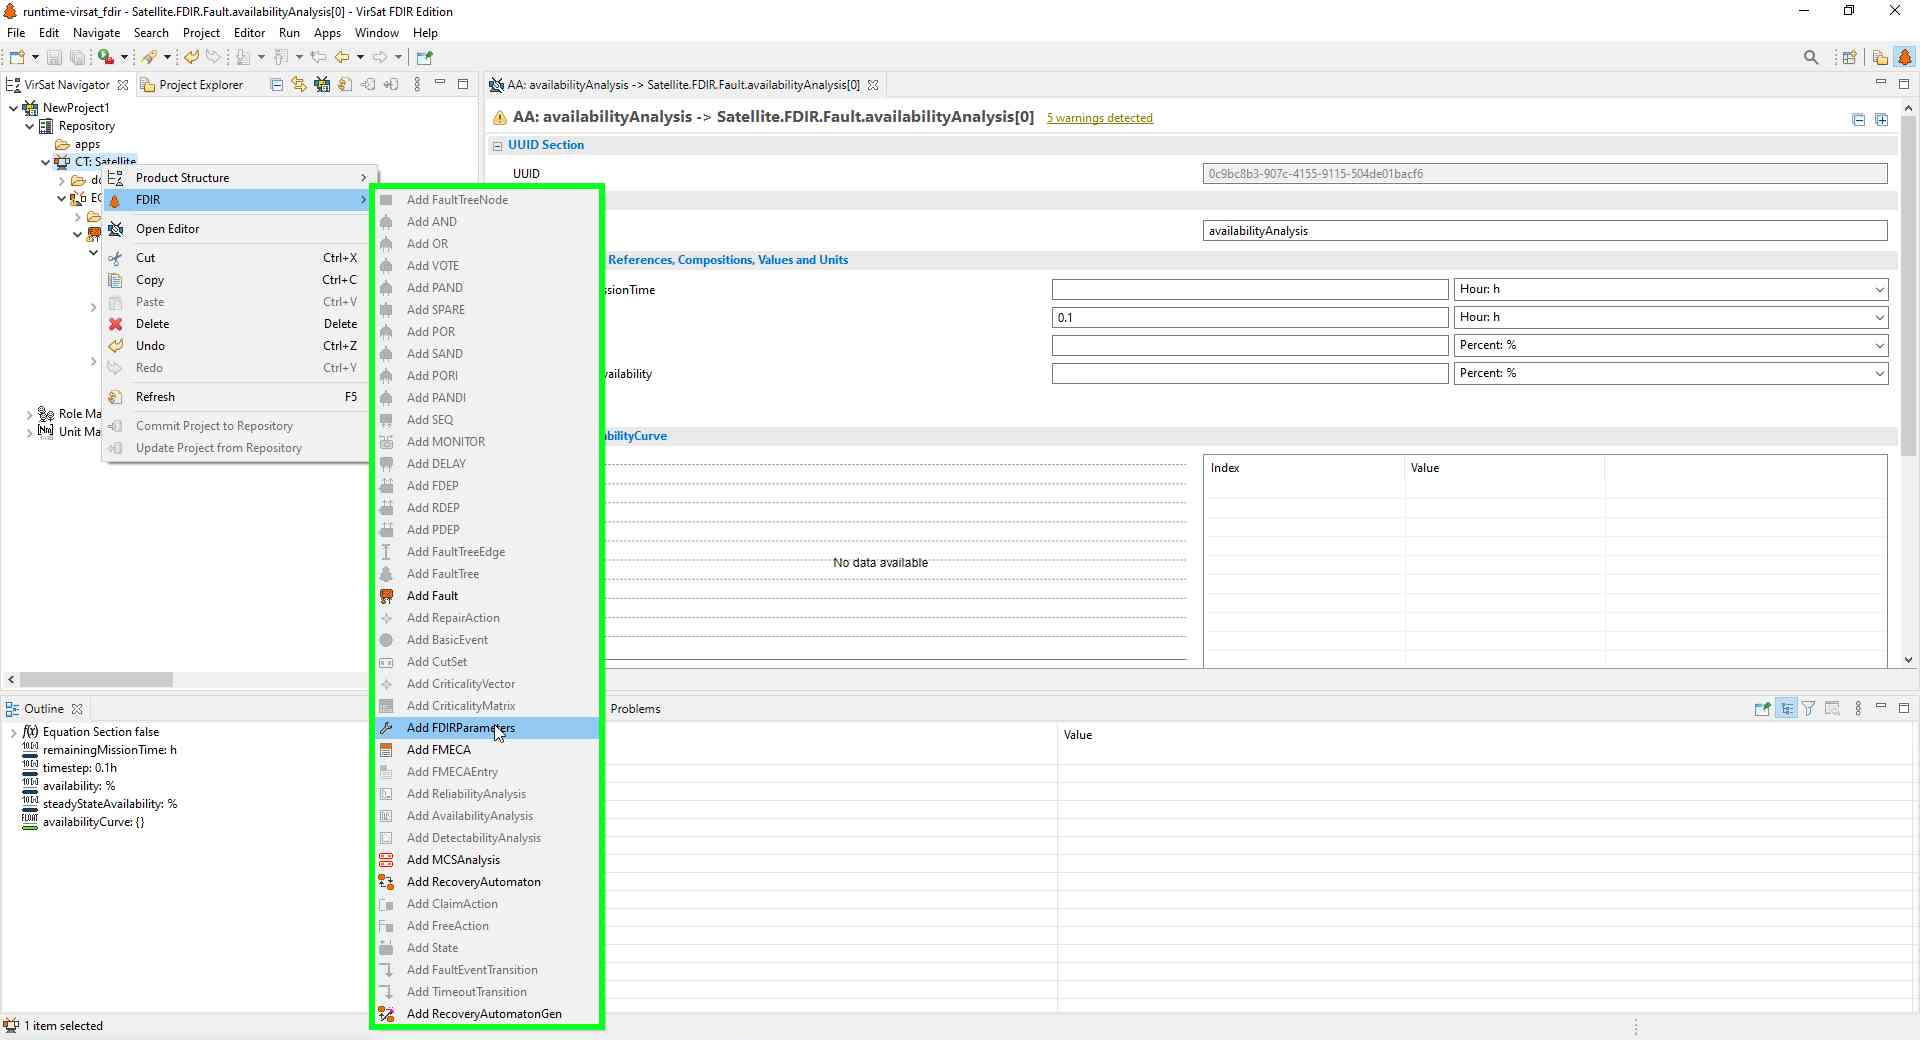 runtime-virsat_fdir - Satellite.FDIR.Fault.availabilityAnalysis[0] - VirSat FDIR Edition
File Edit Navigate Search Project Editor Run Apps Window Help
VirSat Navigator Project Explorer
AA: availabilityAnalysis -> Satellite.FDIR.Fault.availabilityAnalysis[0]
NewProject1
Repository
apps
CT: Satellite
Role Ma
Unit Ma
Product Structure
FDIR
Open Editor
Cut Ctrl+X
Copy Ctrl+C
Paste Ctrl+V
Delete Delete
Undo Ctrl+Z
Redo Ctrl+Y
Refresh F5
Commit Project to Repository
Update Project from Repository
Add FaultTreeNode
Add AND
Add OR
Add VOTE
Add PAND
Add SPARE
Add POR
Add SAND
Add PORI
Add PANDI
Add SEQ
Add MONITOR
Add DELAY
Add FDEP
Add RDEP
Add PDEP
Add FaultTreeEdge
Add FaultTree
Add Fault
Add RepairAction
Add BasicEvent
Add CutSet
Add CriticalityVector
Add CriticalityMatrix
Add FDIRParameters
Add FMECA
Add FMECAEntry
Add ReliabilityAnalysis
Add AvailabilityAnalysis
Add DetectabilityAnalysis
Add MCSAnalysis
Add RecoveryAutomaton
Add ClaimAction
Add FreeAction
Add State
Add FaultEventTransition
Add TimeoutTransition
Add RecoveryAutomatonGen
AA: availabilityAnalysis -> Satellite.FDIR.Fault.availabilityAnalysis[0] 5 warnings detected
UUID Section
UUID 0c9bc8b3-907c-4155-9115-504de01bacf6
availabilityAnalysis
References, Compositions, Values and Units
ssionTime Hour: h
0.1 Hour: h
Percent: %
vailability Percent: %
abilityCurve
Index Value
No data available
Problems
Value
Outline
Equation Section false
remainingMissionTime: h
timestep: 0.1h
availability: %
steadyStateAvailability: %
availabilityCurve: {}
1 item selected